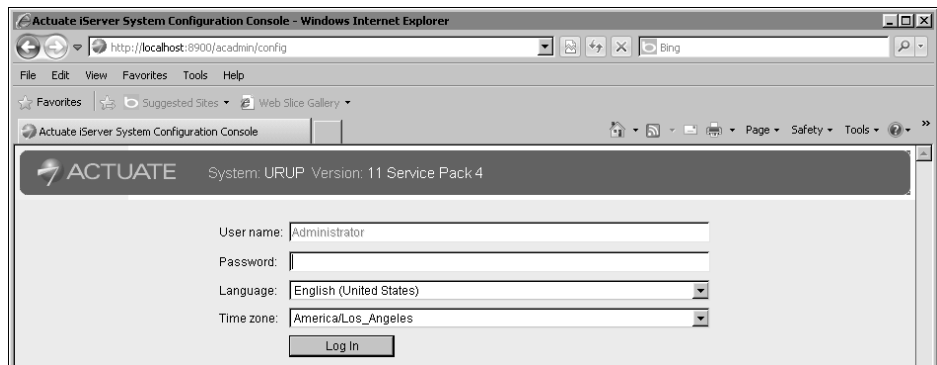 Actuate iServer System Configuration Console - Windows Internet Explorer
http://localhost:8900/acadmin/config
Bing
File Edit View Favorites Tools Help
Favorites Suggested Sites Web Slice Gallery
Actuate iServer System Configuration Console
Page Safety Tools »
ACTUATE System: URUP Version: 11 Service Pack 4
User name: Administrator
Password:
Language: English (United States)
Time zone: America/Los_Angeles
Log In